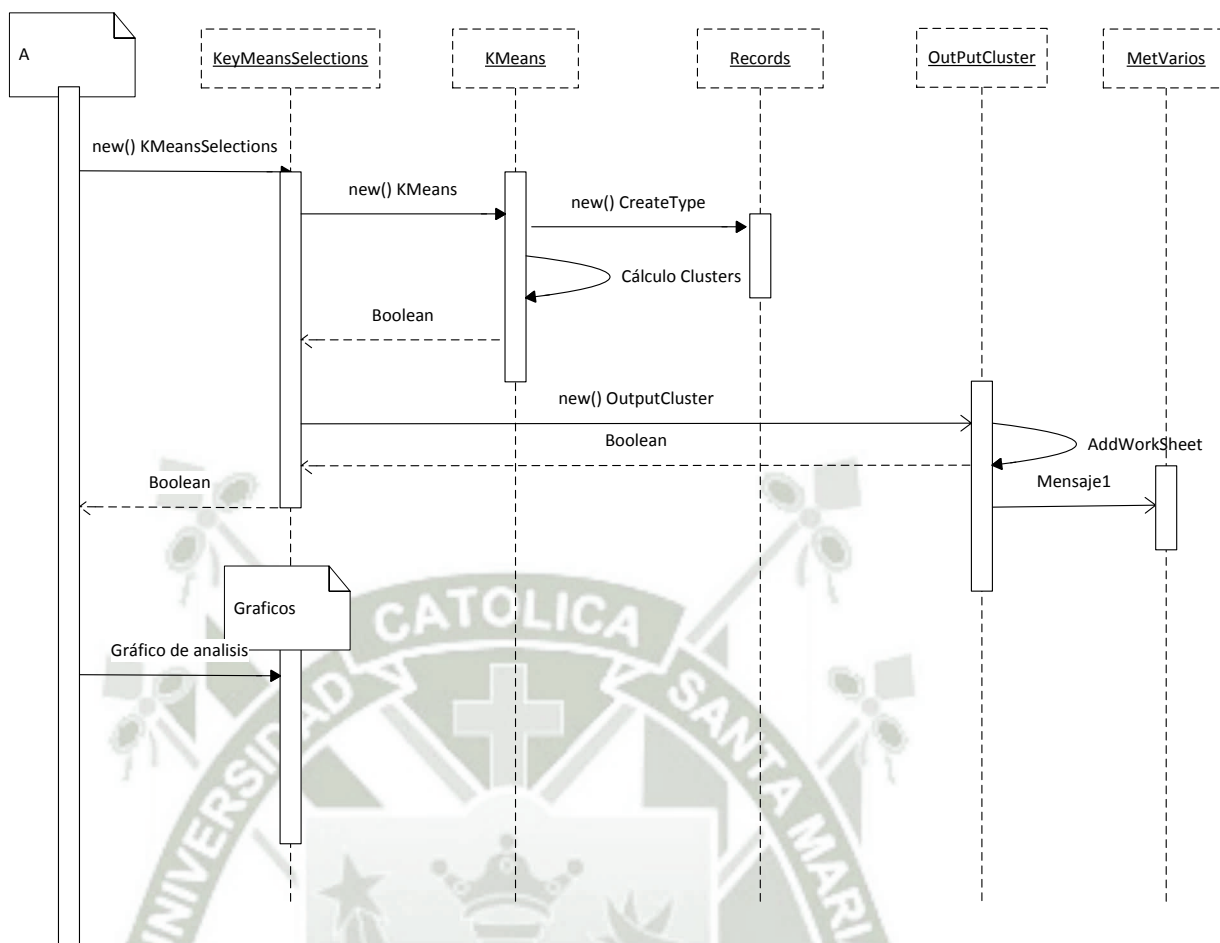 A
KeyMeansSelections
KMeans
Records
OutPutCluster
MetVarios
new() KMeansSelections
new() KMeans
new() CreateType
Cálculo Clusters
Boolean
new() OutputCluster
Boolean
AddWorkSheet
Boolean
Mensaje1
Graficos
Gráfico de analisis
UNIVERSIDAD CATOLICA SANTA MARI